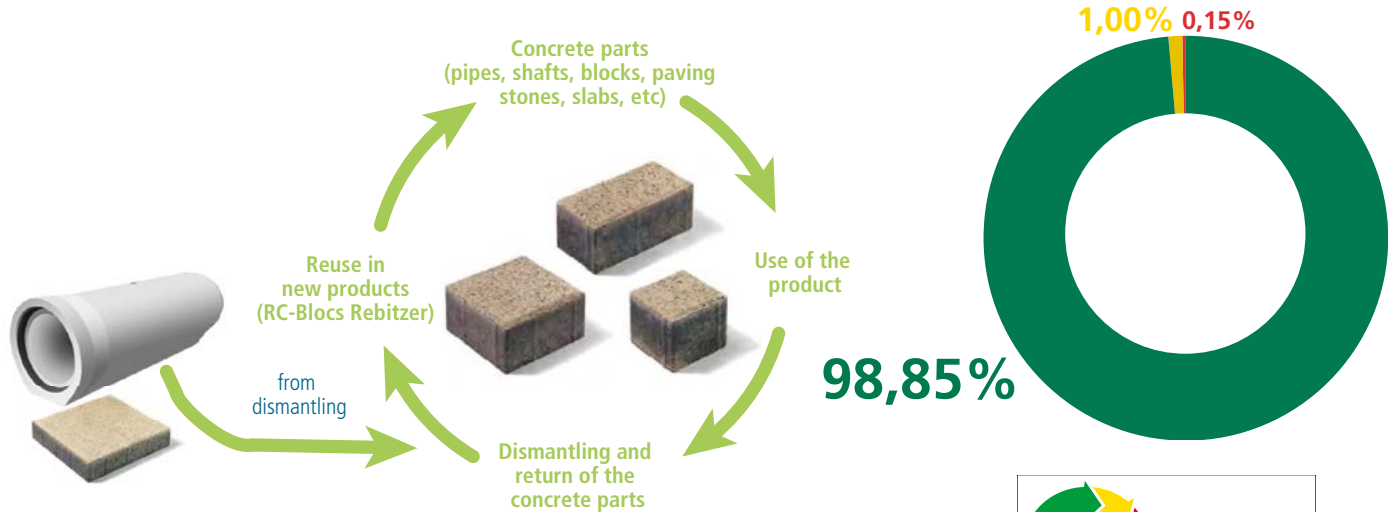 1,00% 0,15%
Concrete parts
(pipes, shafts, blocks, paving
stones, slabs, etc)
Use of the
product
Reuse in
new products
(RC-Blocs Rebitzer)
from
dismantling
98,85%
Dismantling and
return of the
concrete parts